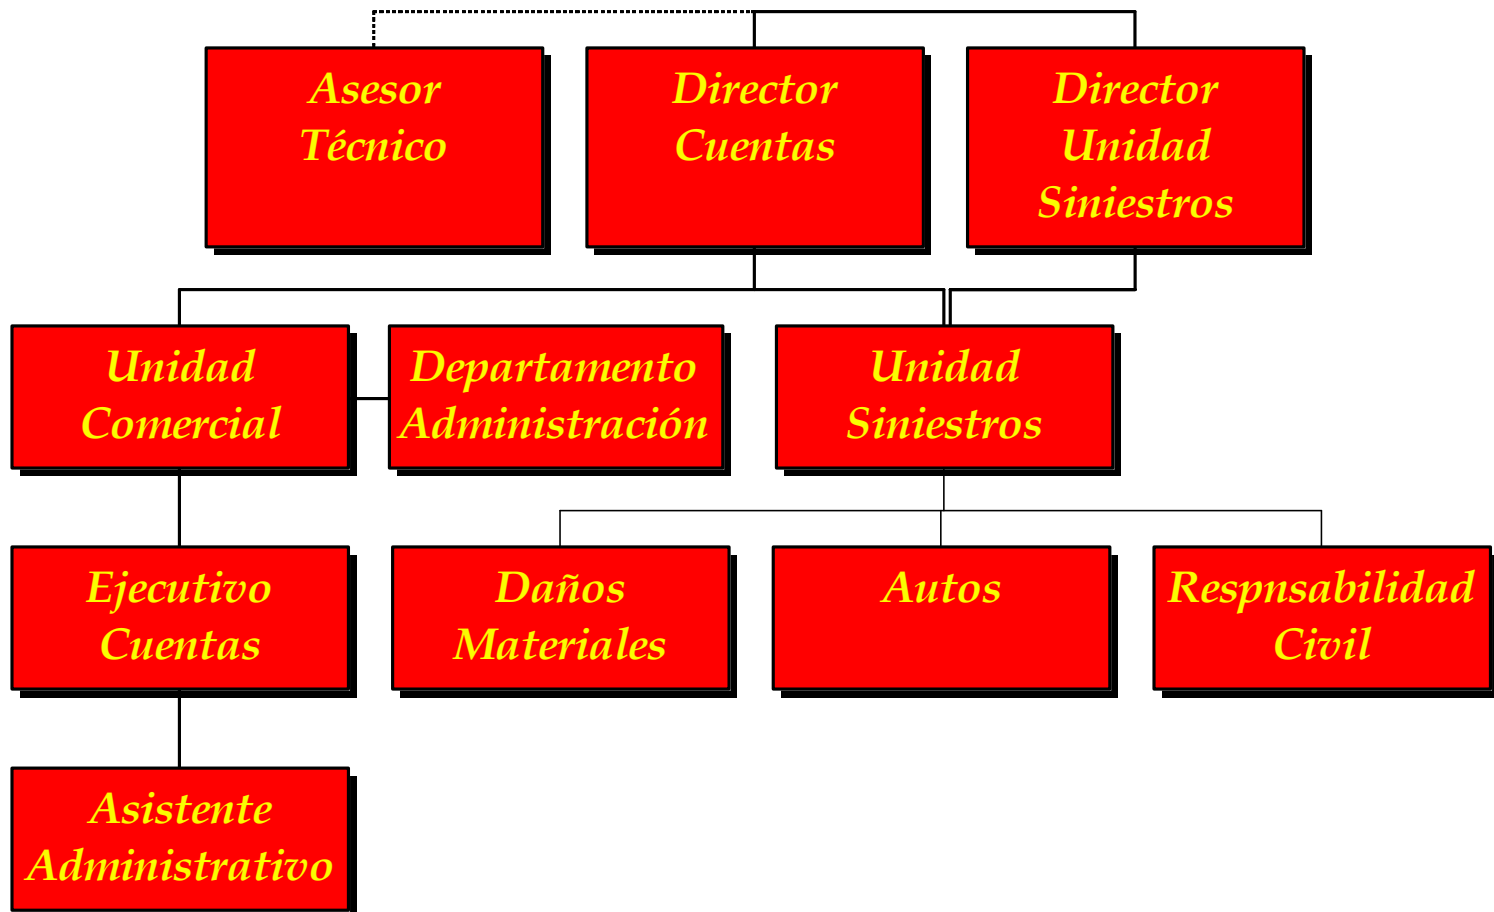 Asesor
Técnico
Director
Cuentas
Director
Unidad
Siniestros
Unidad
Comercial
Departamento
Administración
Unidad
Siniestros
Ejecutivo
Cuentas
Daños
Materiales
Autos
Respnsabilidad
Civil
Asistente
Administrativo